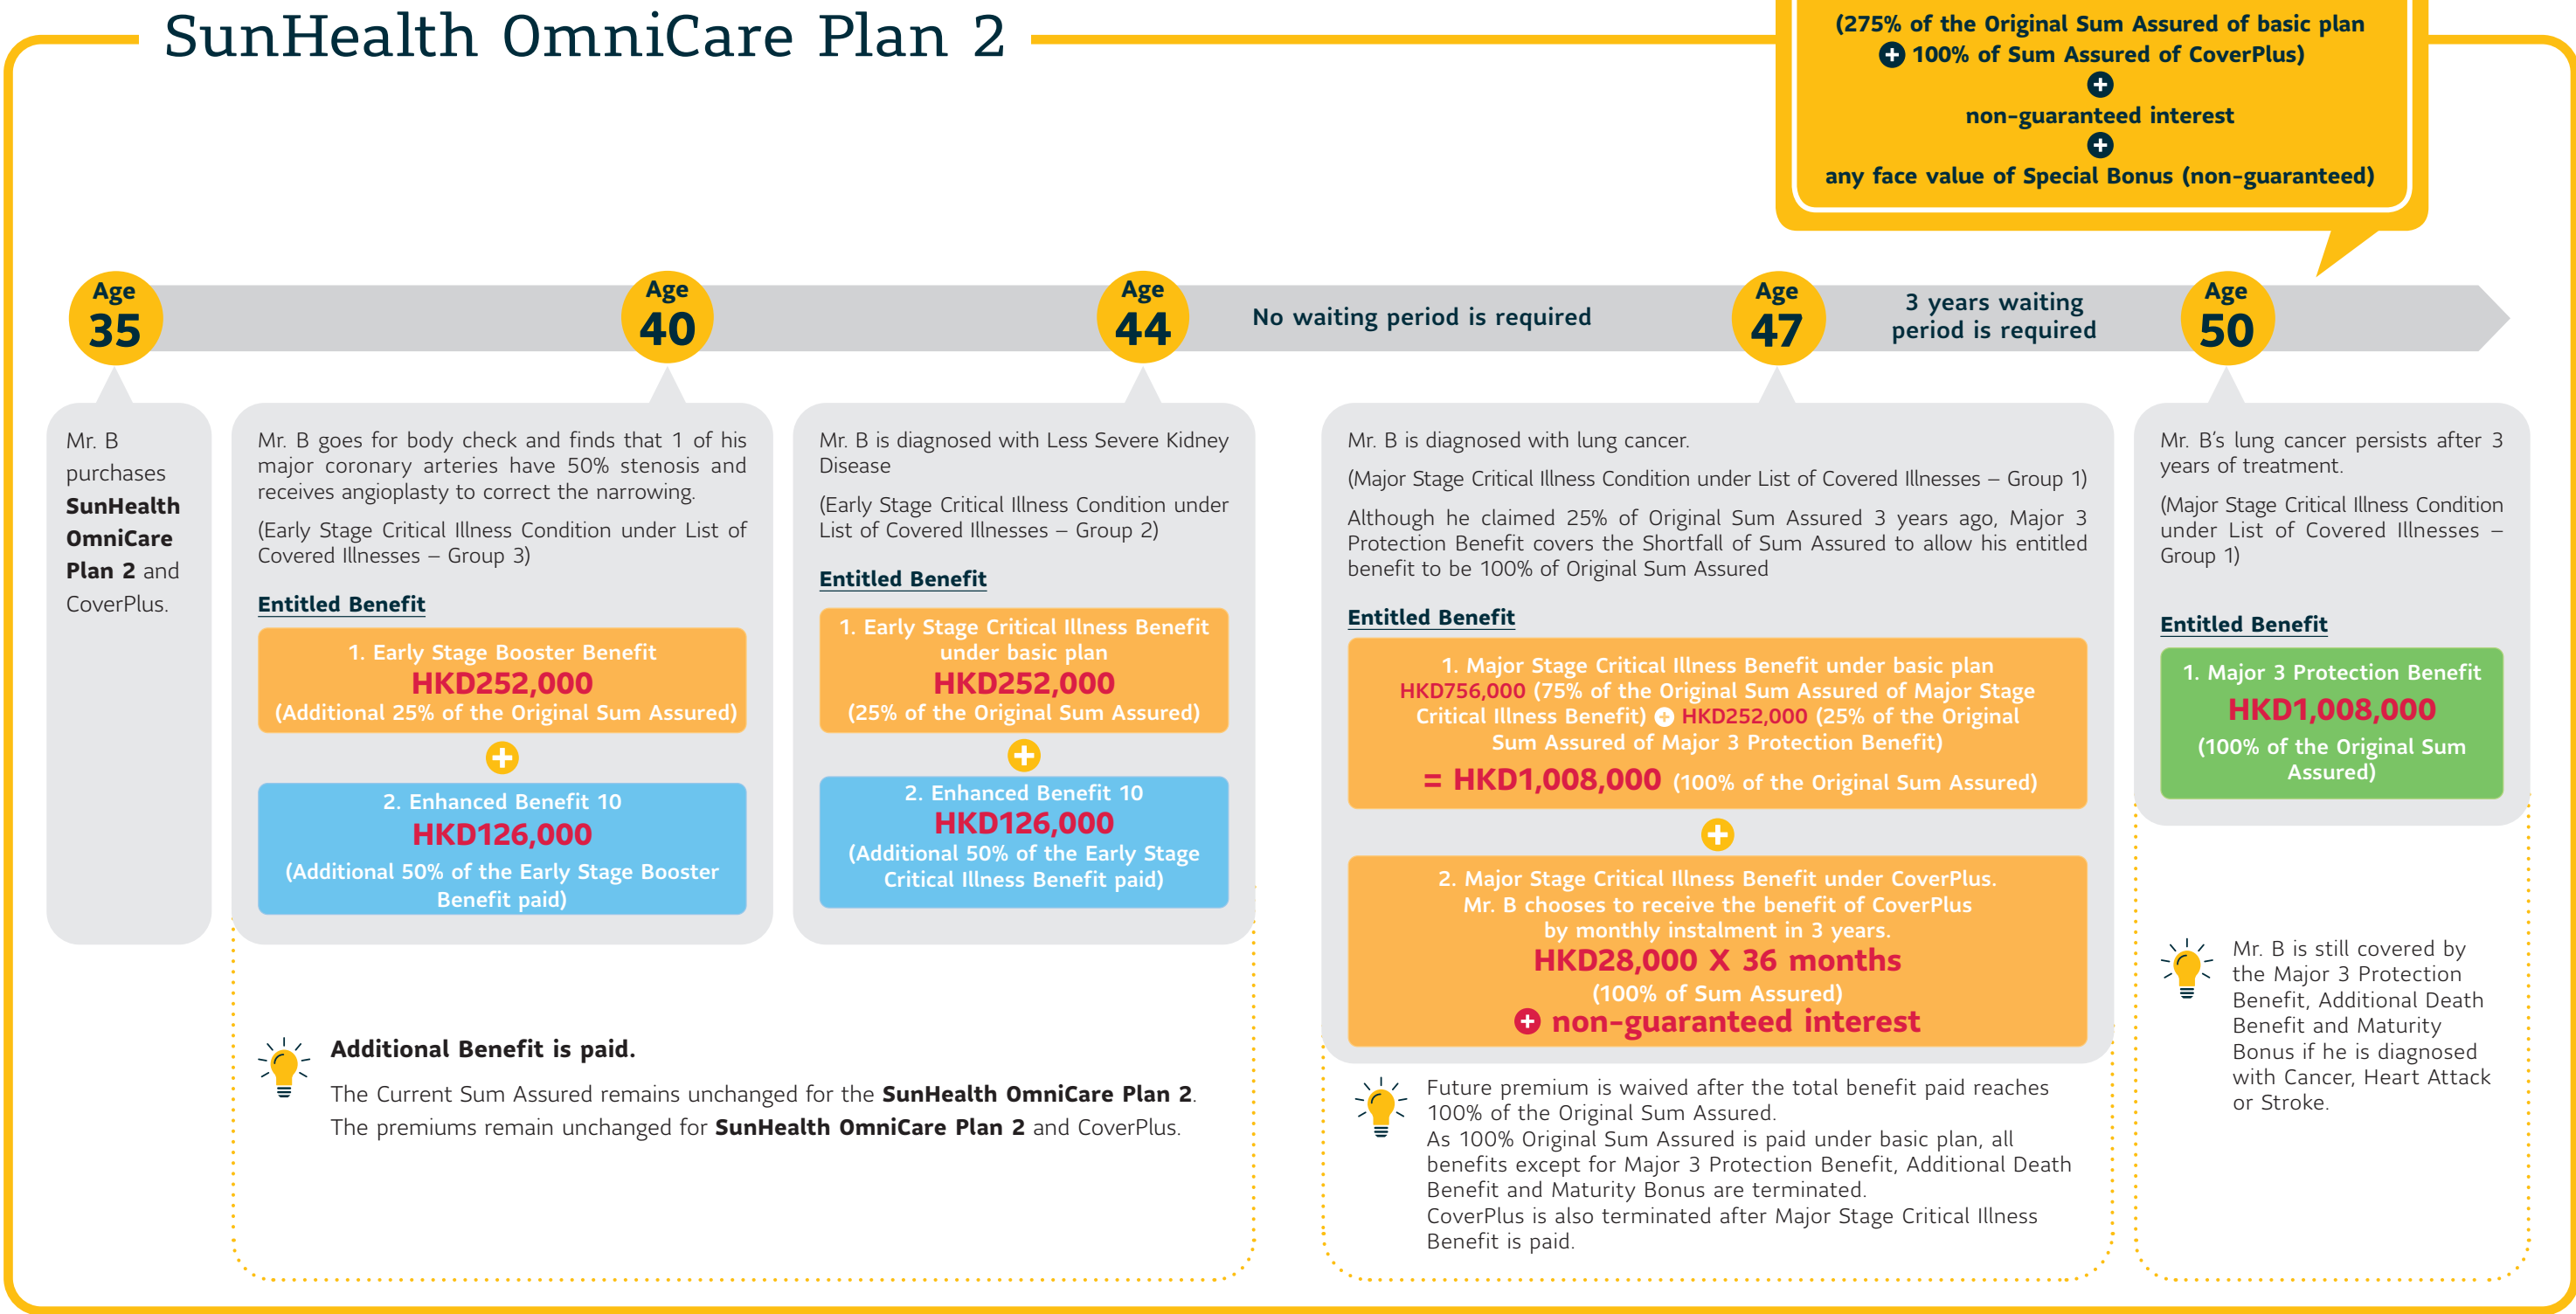 SunHealth OmniCare Plan 2
(275% of the Original Sum Assured of basic plan
+ 100% of Sum Assured of CoverPlus)
+
non-guaranteed interest
+
any face value of Special Bonus (non-guaranteed)
Age
35
Age
40
Age
44
No waiting period is required
Age
47
3 years waiting
period is required
Age
50
Mr. B
purchases
SunHealth
OmniCare
Plan 2 and
CoverPlus.
Mr. B goes for body check and finds that 1 of his
major coronary arteries have 50% stenosis and
receives angioplasty to correct the narrowing.
(Early Stage Critical Illness Condition under List of
Covered Illnesses – Group 3)
Entitled Benefit
1. Early Stage Booster Benefit
HKD252,000
(Additional 25% of the Original Sum Assured)
+
2. Enhanced Benefit 10
HKD126,000
(Additional 50% of the Early Stage Booster
Benefit paid)
Mr. B is diagnosed with Less Severe Kidney
Disease
(Early Stage Critical Illness Condition under
List of Covered Illnesses – Group 2)
Entitled Benefit
1. Early Stage Critical Illness Benefit
under basic plan
HKD252,000
(25% of the Original Sum Assured)
+
2. Enhanced Benefit 10
HKD126,000
(Additional 50% of the Early Stage
Critical Illness Benefit paid)
Additional Benefit is paid.
The Current Sum Assured remains unchanged for the SunHealth OmniCare Plan 2.
The premiums remain unchanged for SunHealth OmniCare Plan 2 and CoverPlus.
Mr. B is diagnosed with lung cancer.
(Major Stage Critical Illness Condition under List of Covered Illnesses – Group 1)
Although he claimed 25% of Original Sum Assured 3 years ago, Major 3
Protection Benefit covers the Shortfall of Sum Assured to allow his entitled
benefit to be 100% of Original Sum Assured
Entitled Benefit
1. Major Stage Critical Illness Benefit under basic plan
HKD756,000 (75% of the Original Sum Assured of Major Stage
Critical Illness Benefit) + HKD252,000 (25% of the Original
Sum Assured of Major 3 Protection Benefit)
= HKD1,008,000 (100% of the Original Sum Assured)
+
2. Major Stage Critical Illness Benefit under CoverPlus.
Mr. B chooses to receive the benefit of CoverPlus
by monthly instalment in 3 years.
HKD28,000 X 36 months
(100% of Sum Assured)
+ non-guaranteed interest
Future premium is waived after the total benefit paid reaches
100% of the Original Sum Assured.
As 100% Original Sum Assured is paid under basic plan, all
benefits except for Major 3 Protection Benefit, Additional Death
Benefit and Maturity Bonus are terminated.
CoverPlus is also terminated after Major Stage Critical Illness
Benefit is paid.
Mr. B's lung cancer persists after 3
years of treatment.
(Major Stage Critical Illness Condition
under List of Covered Illnesses –
Group 1)
Entitled Benefit
1. Major 3 Protection Benefit
HKD1,008,000
(100% of the Original Sum
Assured)
Mr. B is still covered by
the Major 3 Protection
Benefit, Additional Death
Benefit and Maturity
Bonus if he is diagnosed
with Cancer, Heart Attack
or Stroke.